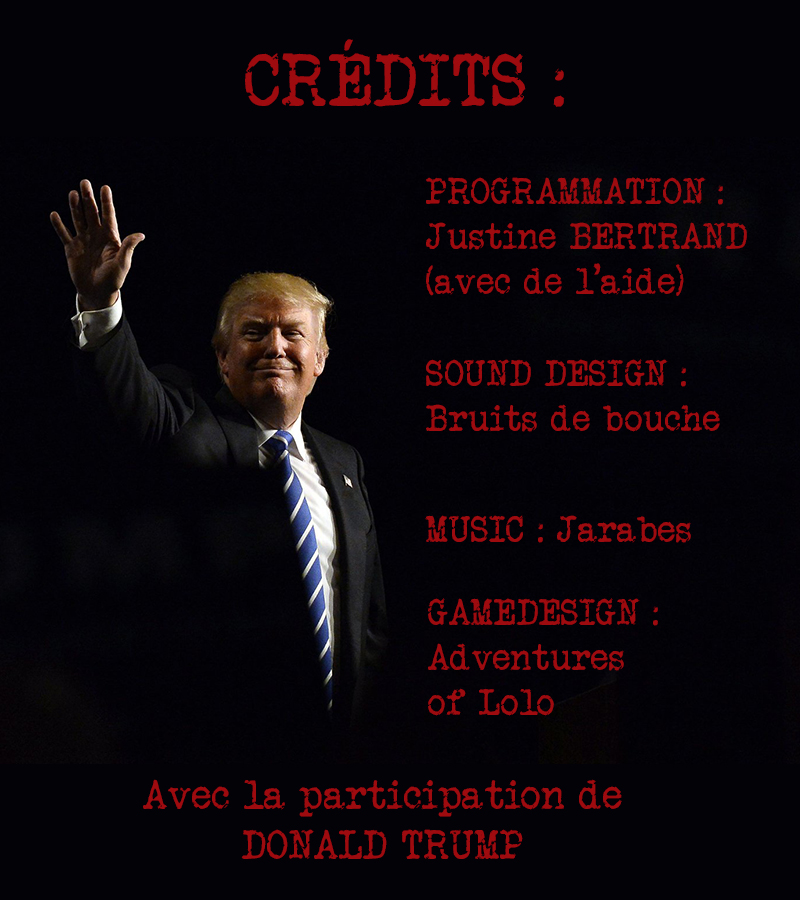 CRÉDITS :
PROGRAMMATION :
Justine BERTRAND
(avec de l'aide)
SOUND DESIGN :
Bruits de bouche
MUSIC : Jarabes
GAMEDESIGN :
Adventures
of Lolo
Avec la participation de
DONALD TRUMP